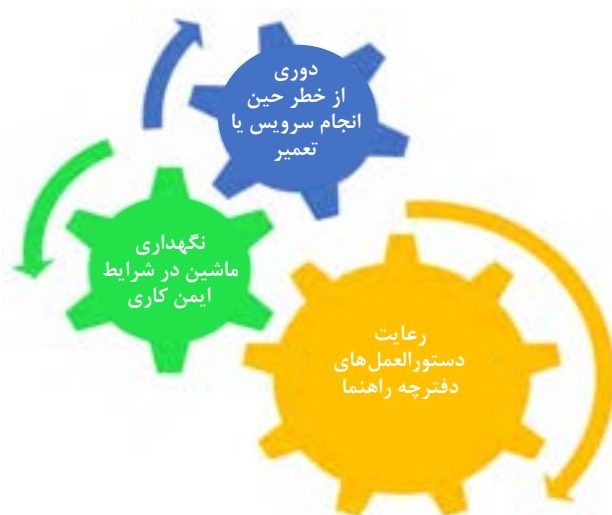 دوری
از خطر حین
انجام سرویس یا
تعمیر
نگهداری
ماشین در شرایط
ایمن کاری
رعایت
دستورالعمل‌های
دفترچه راهنما